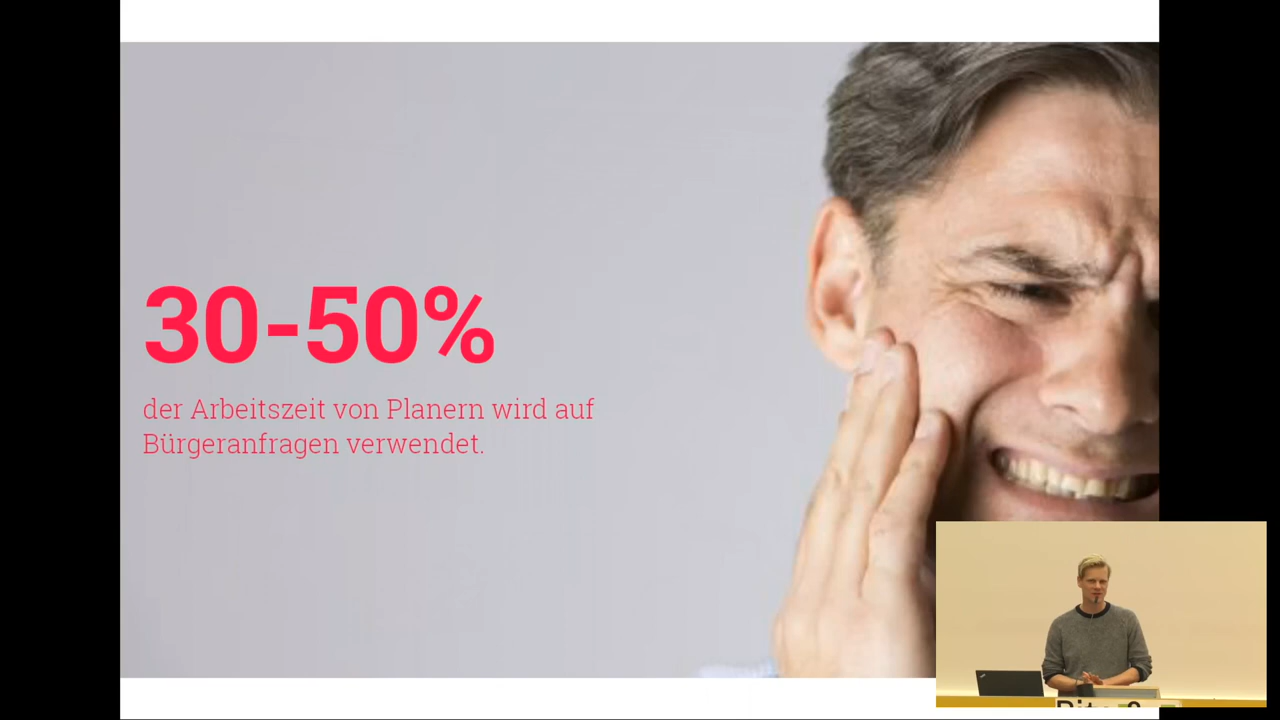 30-50%
der Arbeitszeit von Planern wird auf
Bürgeranfragen verwendet.